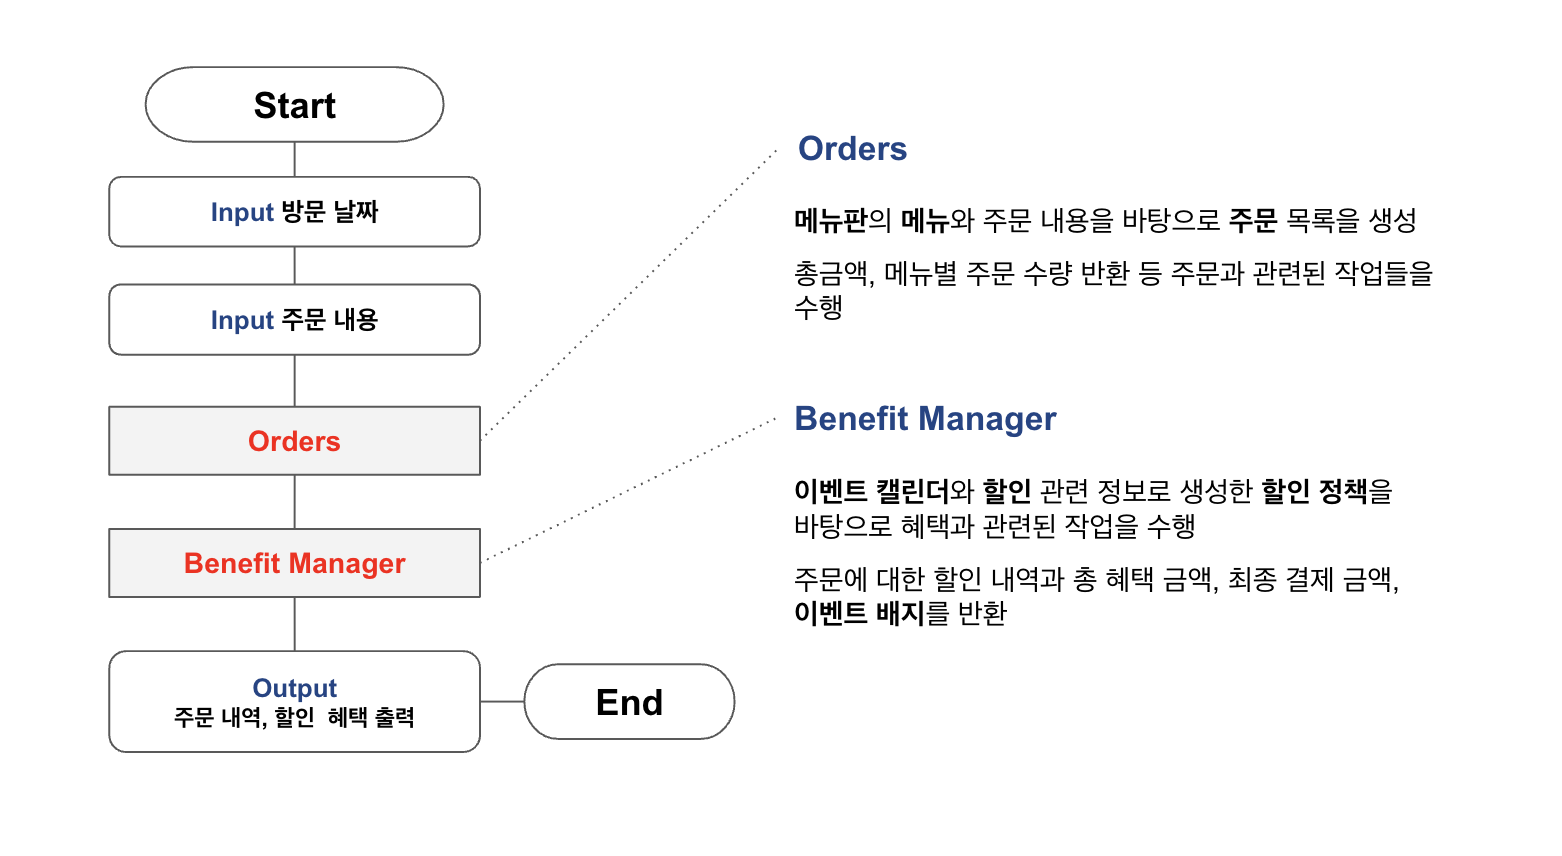 Start
Input 방문 날짜
Input 주문 내용
Orders
Benefit Manager
Output
주문 내역, 할인 혜택 출력
End
Orders
메뉴판의 메뉴와 주문 내용을 바탕으로 주문 목록을 생성
총금액, 메뉴별 주문 수량 반환 등 주문과 관련된 작업들을
수행
Benefit Manager
이벤트 캘린더와 할인 관련 정보로 생성한 할인 정책을
바탕으로 혜택과 관련된 작업을 수행
주문에 대한 할인 내역과 총 혜택 금액, 최종 결제 금액,
이벤트 배지를 반환